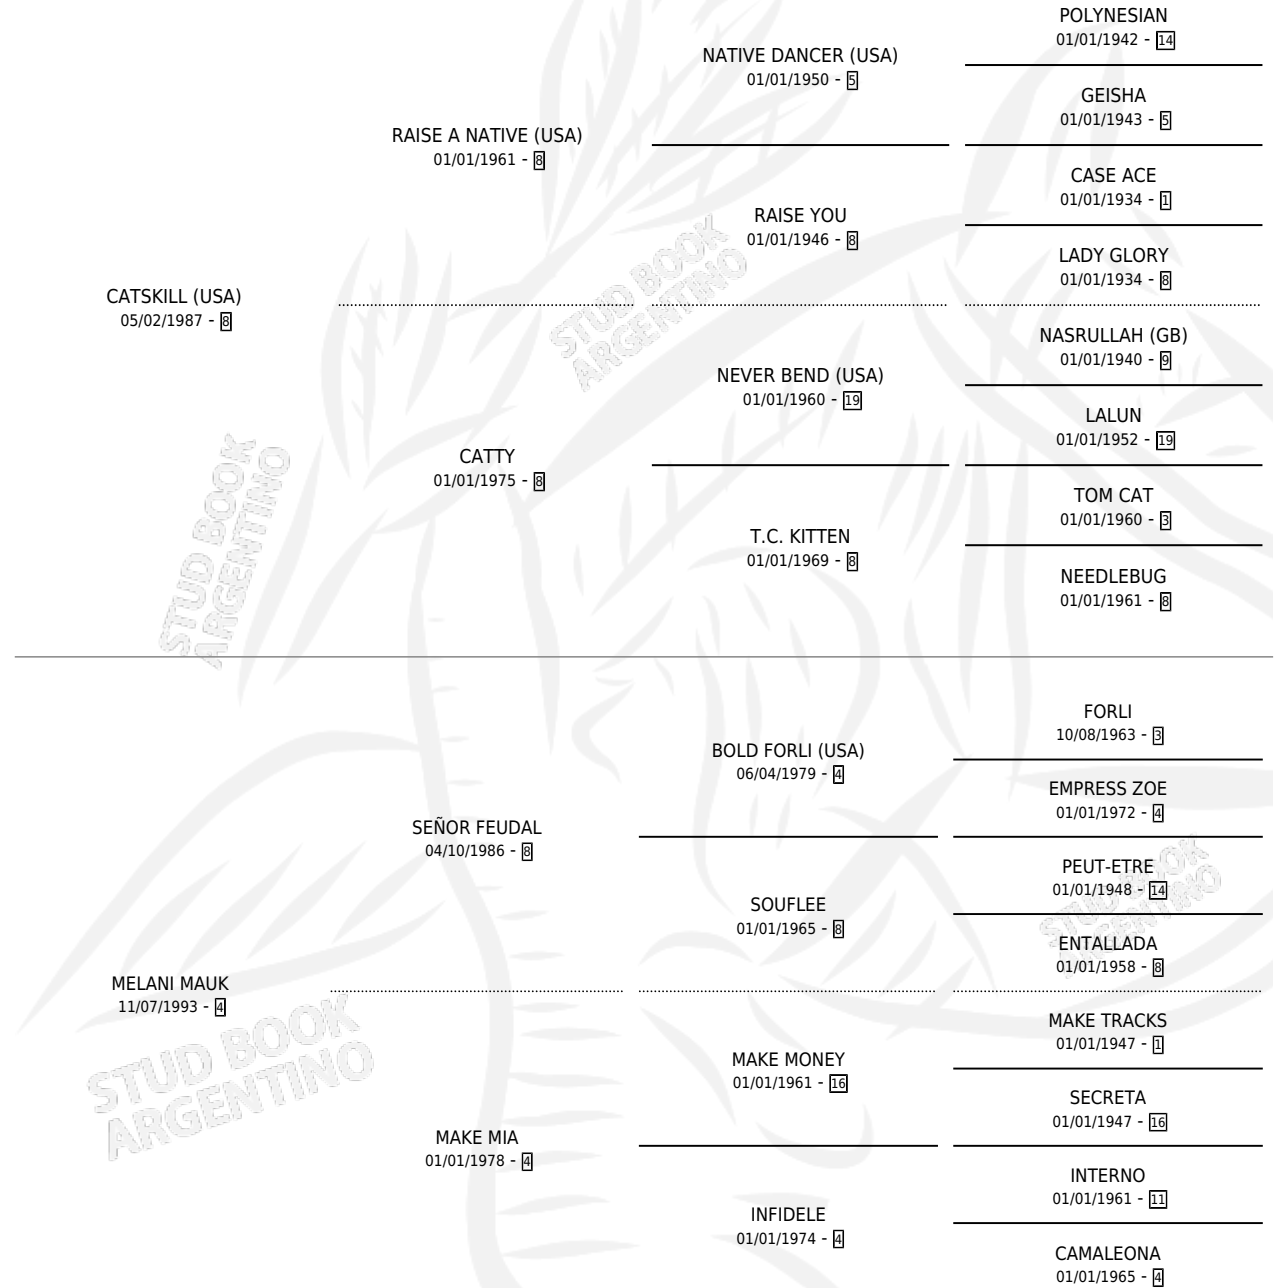 POLYNESIAN
01/01/1942 - 14
NATIVE DANCER (USA)
01/01/1950 - 5
GEISHA
01/01/1943 - 5
RAISE A NATIVE (USA)
01/01/1961 - 8
CASE ACE
01/01/1934 - 1
RAISE YOU
01/01/1946 - 8
LADY GLORY
01/01/1934 - 8
CATSKILL (USA)
05/02/1987 - 8
NASRULLAH (GB)
01/01/1940 - 9
NEVER BEND (USA)
01/01/1960 - 19
LALUN
01/01/1952 - 19
CATTY
01/01/1975 - 8
TOM CAT
01/01/1960 - 3
T.C. KITTEN
01/01/1969 - 8
NEEDLEBUG
01/01/1961 - 8
FORLI
10/08/1963 - 3
BOLD FORLI (USA)
06/04/1979 - 4
EMPRESS ZOE
01/01/1972 - 4
SEÑOR FEUDAL
04/10/1986 - 8
PEUT-ETRE
01/01/1948 - 14
SOUFLEE
01/01/1965 - 8
ENTALLADA
01/01/1958 - 8
MELANI MAUK
11/07/1993 - 4
MAKE TRACKS
01/01/1947 - 1
MAKE MONEY
01/01/1961 - 16
SECRETA
01/01/1947 - 16
MAKE MIA
01/01/1978 - 4
INTERNO
01/01/1961 - 11
INFIDELE
01/01/1974 - 4
CAMALEONA
01/01/1965 - 4
STUD BOOK
ARGENTINO
STUD BOOK
ARGENTINO
STUD BOOK
ARGENTINO
STUD BOOK
ARGENTINO